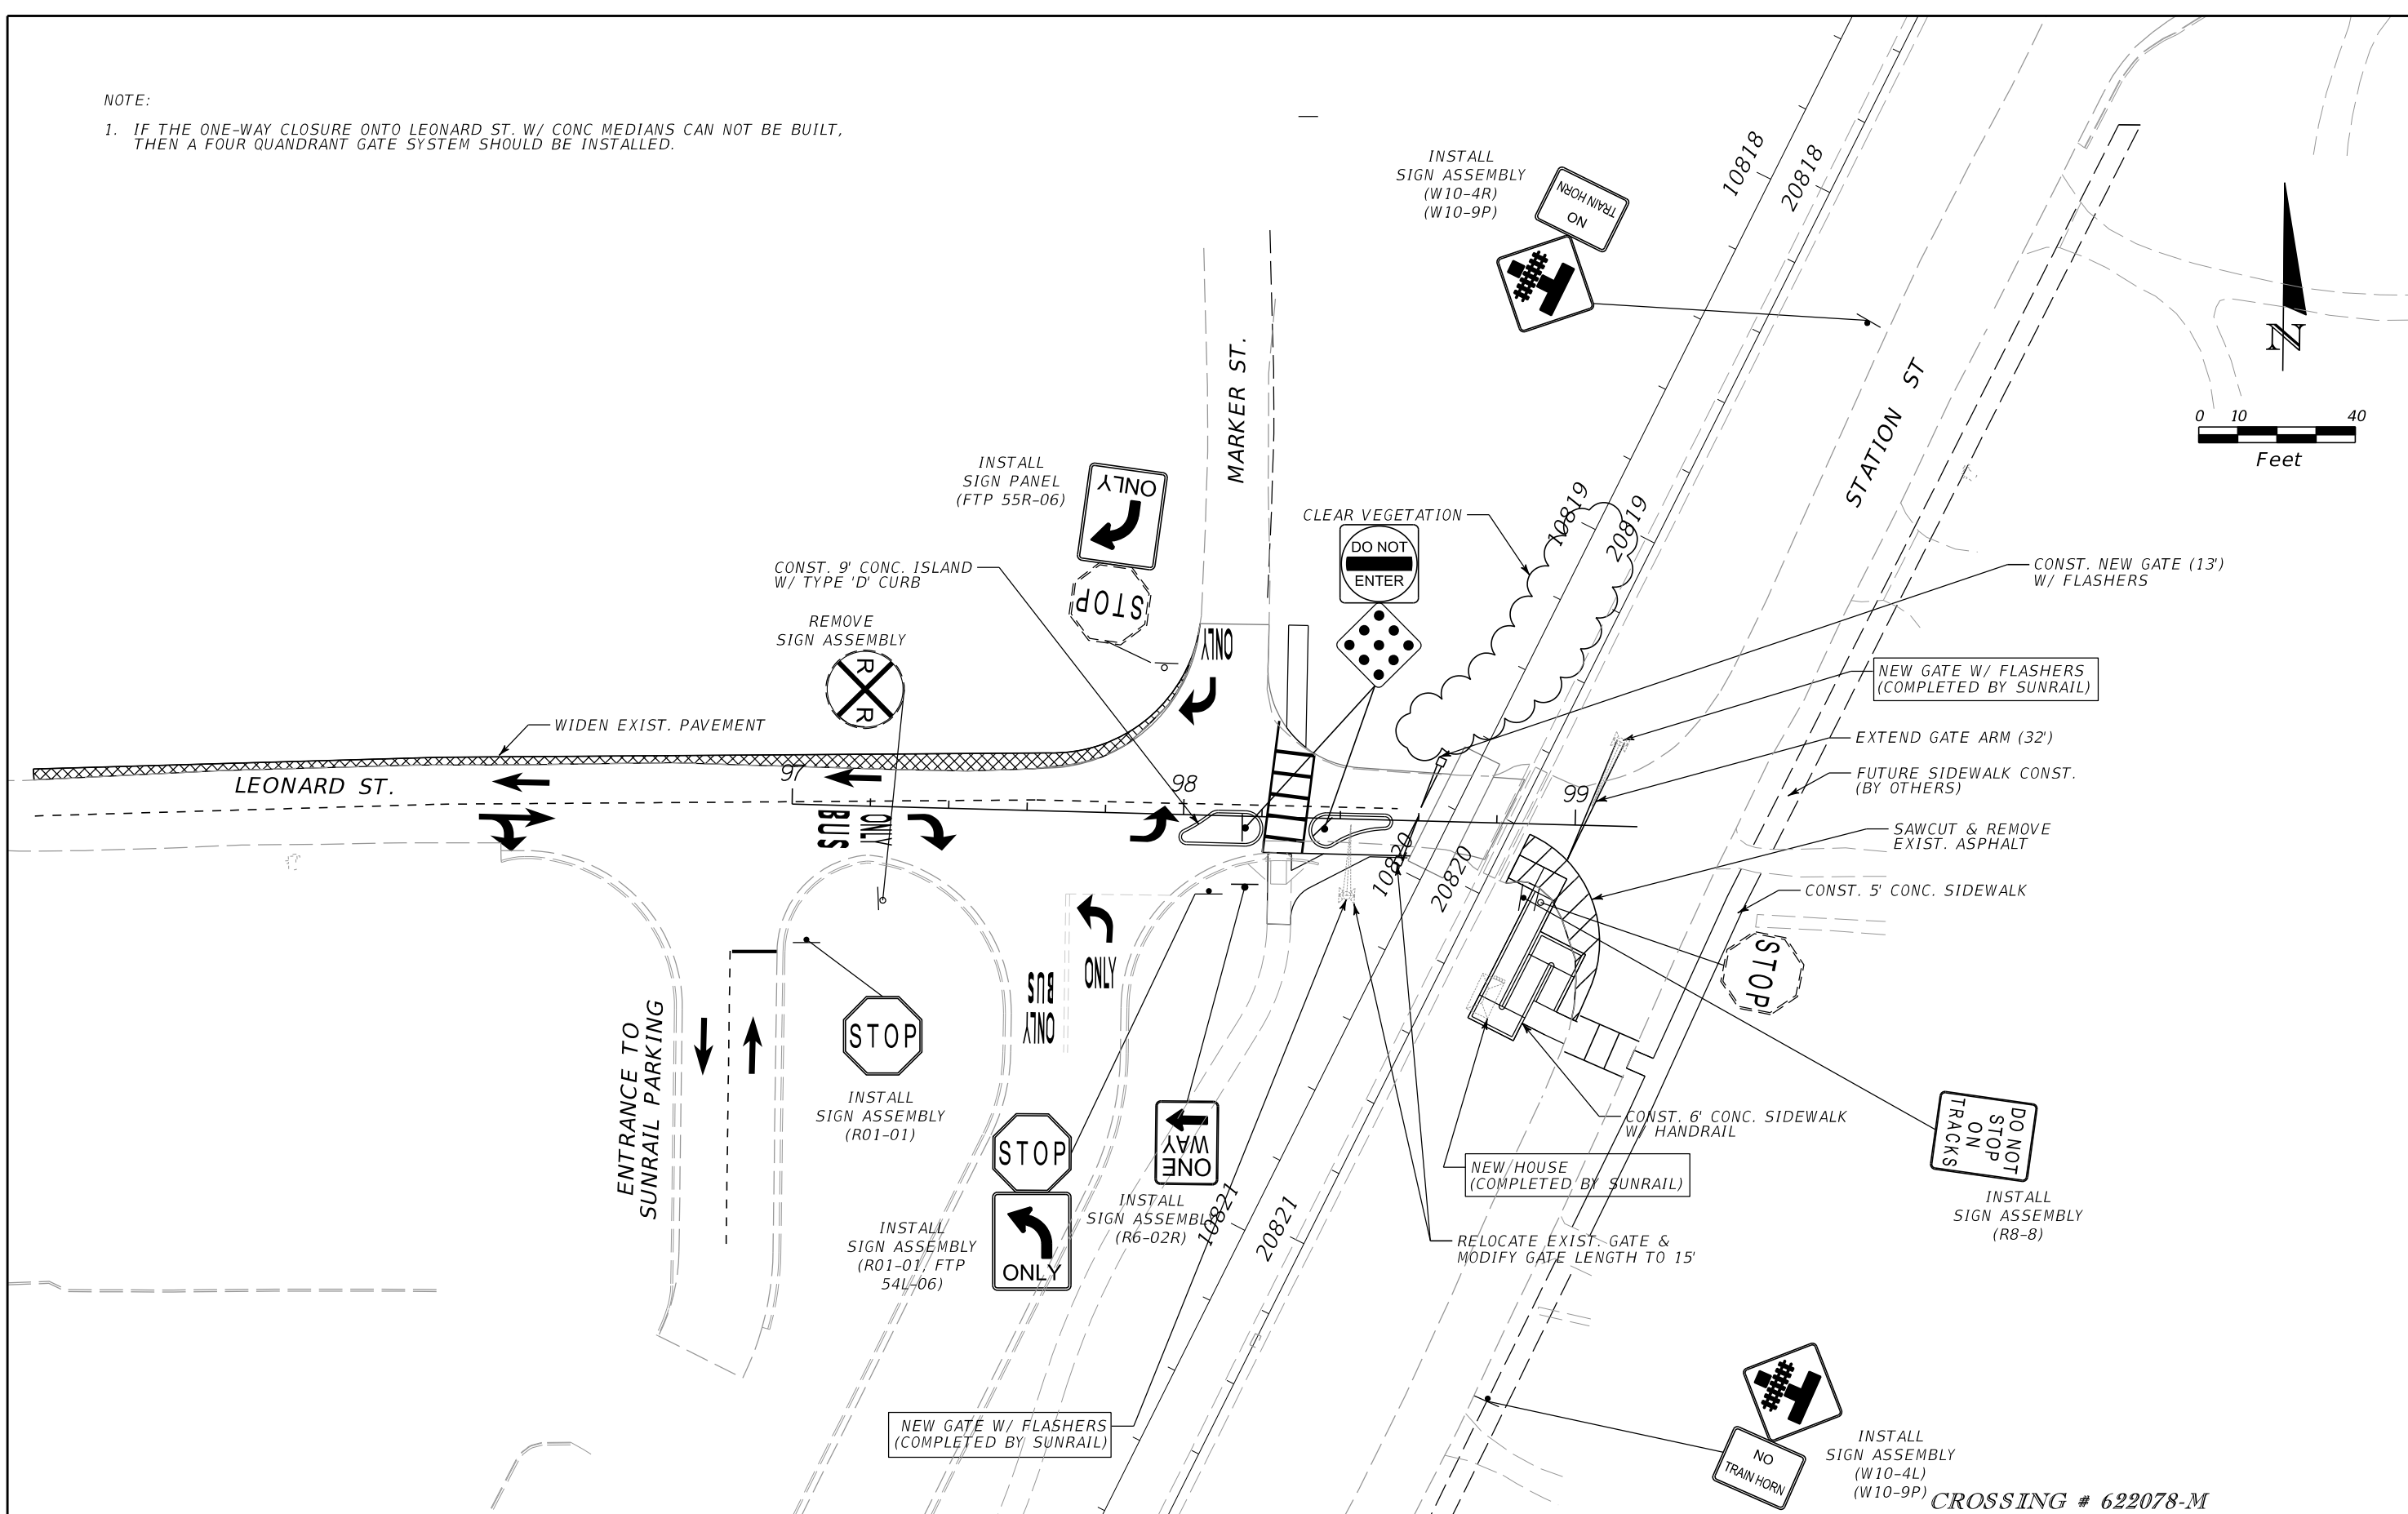 NOTE:
1. IF THE ONE-WAY CLOSURE ONTO LEONARD ST. W/ CONC MEDIANS CAN NOT BE BUILT,
THEN A FOUR QUANDRANT GATE SYSTEM SHOULD BE INSTALLED.
INSTALL
SIGN ASSEMBLY
(W10-4R)
(W10-9P)
NO
TRAIN HORN
10818
20818
N
0 10 40
Feet
STATION ST
MARKER ST.
INSTALL
SIGN PANEL
(FTP 55R-06)
ONLY
STOP
CLEAR VEGETATION
DO NOT
ENTER
10819
20819
CONST. NEW GATE (13')
W/ FLASHERS
CONST. 9' CONC. ISLAND
W/ TYPE 'D' CURB
REMOVE
SIGN ASSEMBLY
R
R
ONLY
NEW GATE W/ FLASHERS
(COMPLETED BY SUNRAIL)
WIDEN EXIST. PAVEMENT
EXTEND GATE ARM (32')
FUTURE SIDEWALK CONST.
(BY OTHERS)
LEONARD ST.
97
98
99
BUS
ONLY
SAWCUT & REMOVE
EXIST. ASPHALT
10820
20820
CONST. 5' CONC. SIDEWALK
STOP
ENTRANCE TO
SUNRAIL PARKING
STOP
INSTALL
SIGN ASSEMBLY
(R01-01)
BUS
ONLY
ONLY
STOP
ONLY
INSTALL
SIGN ASSEMBLY
(R01-01, FTP
54L-06)
ONE
WAY
INSTALL
SIGN ASSEMBLY
(R6-02R)
10821
20821
CONST. 6' CONC. SIDEWALK
W/ HANDRAIL
NEW HOUSE
(COMPLETED BY SUNRAIL)
DO NOT
STOP
ON
TRACKS
INSTALL
SIGN ASSEMBLY
(R8-8)
RELOCATE EXIST. GATE &
MODIFY GATE LENGTH TO 15'
NEW GATE W/ FLASHERS
(COMPLETED BY SUNRAIL)
NO
TRAIN HORN
INSTALL
SIGN ASSEMBLY
(W10-4L)
(W10-9P)
CROSSING # 622078-M